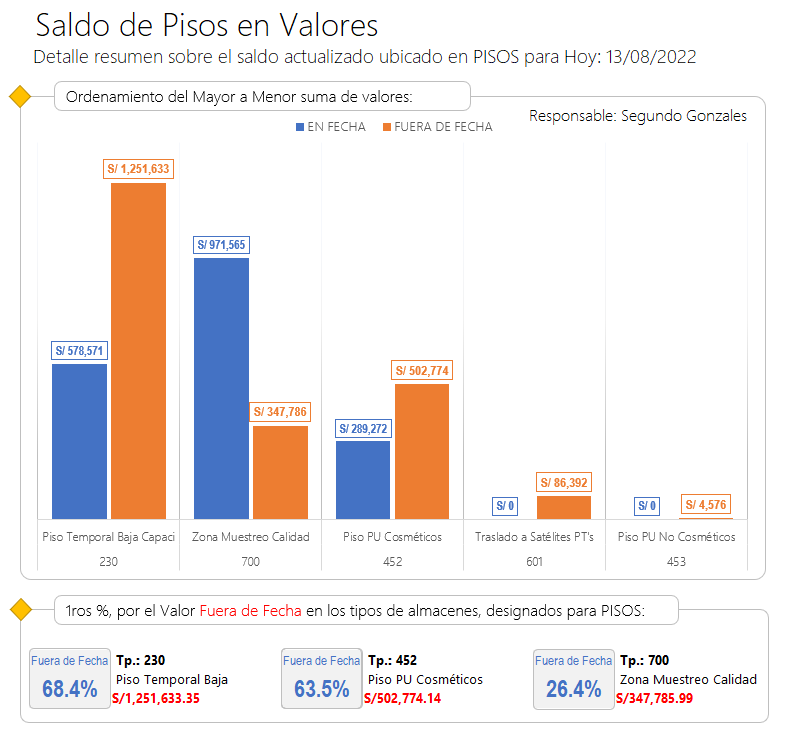 Saldo de Pisos en Valores
Detalle resumen sobre el saldo actualizado ubicado en PISOS para Hoy: 13/08/2022
Ordenamiento del Mayor a Menor suma de valores:
Responsable: Segundo Gonzales
EN FECHA FUERA DE FECHA
S/ 1,251,633
S/ 971,565
S/ 578,571
S/ 502,774
S/ 347,786
S/ 289,272
S/ 86,392
S/ 0
S/ 0
S/ 4,576
Piso Temporal Baja Capaci Zona Muestreo Calidad Piso PU Cosméticos Traslado a Satélites PT's Piso PU No Cosméticos
230 700 452 601 453
1ros %, por el Valor Fuera de Fecha en los tipos de almacenes, designados para PISOS:
Fuera de Fecha
68.4%
Tp.: 230
Piso Temporal Baja
S/1,251,633.35
Fuera de Fecha
63.5%
Tp.: 452
Piso PU Cosméticos
S/502,774.14
Fuera de Fecha
26.4%
Tp.: 700
Zona Muestreo Calidad
S/347,785.99